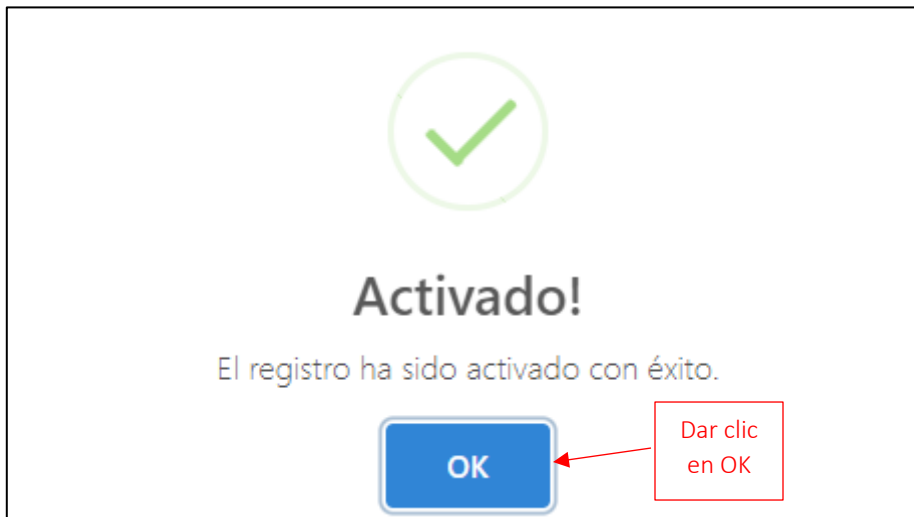 Activado!
El registro ha sido activado con éxito.
OK
Dar clic
en OK